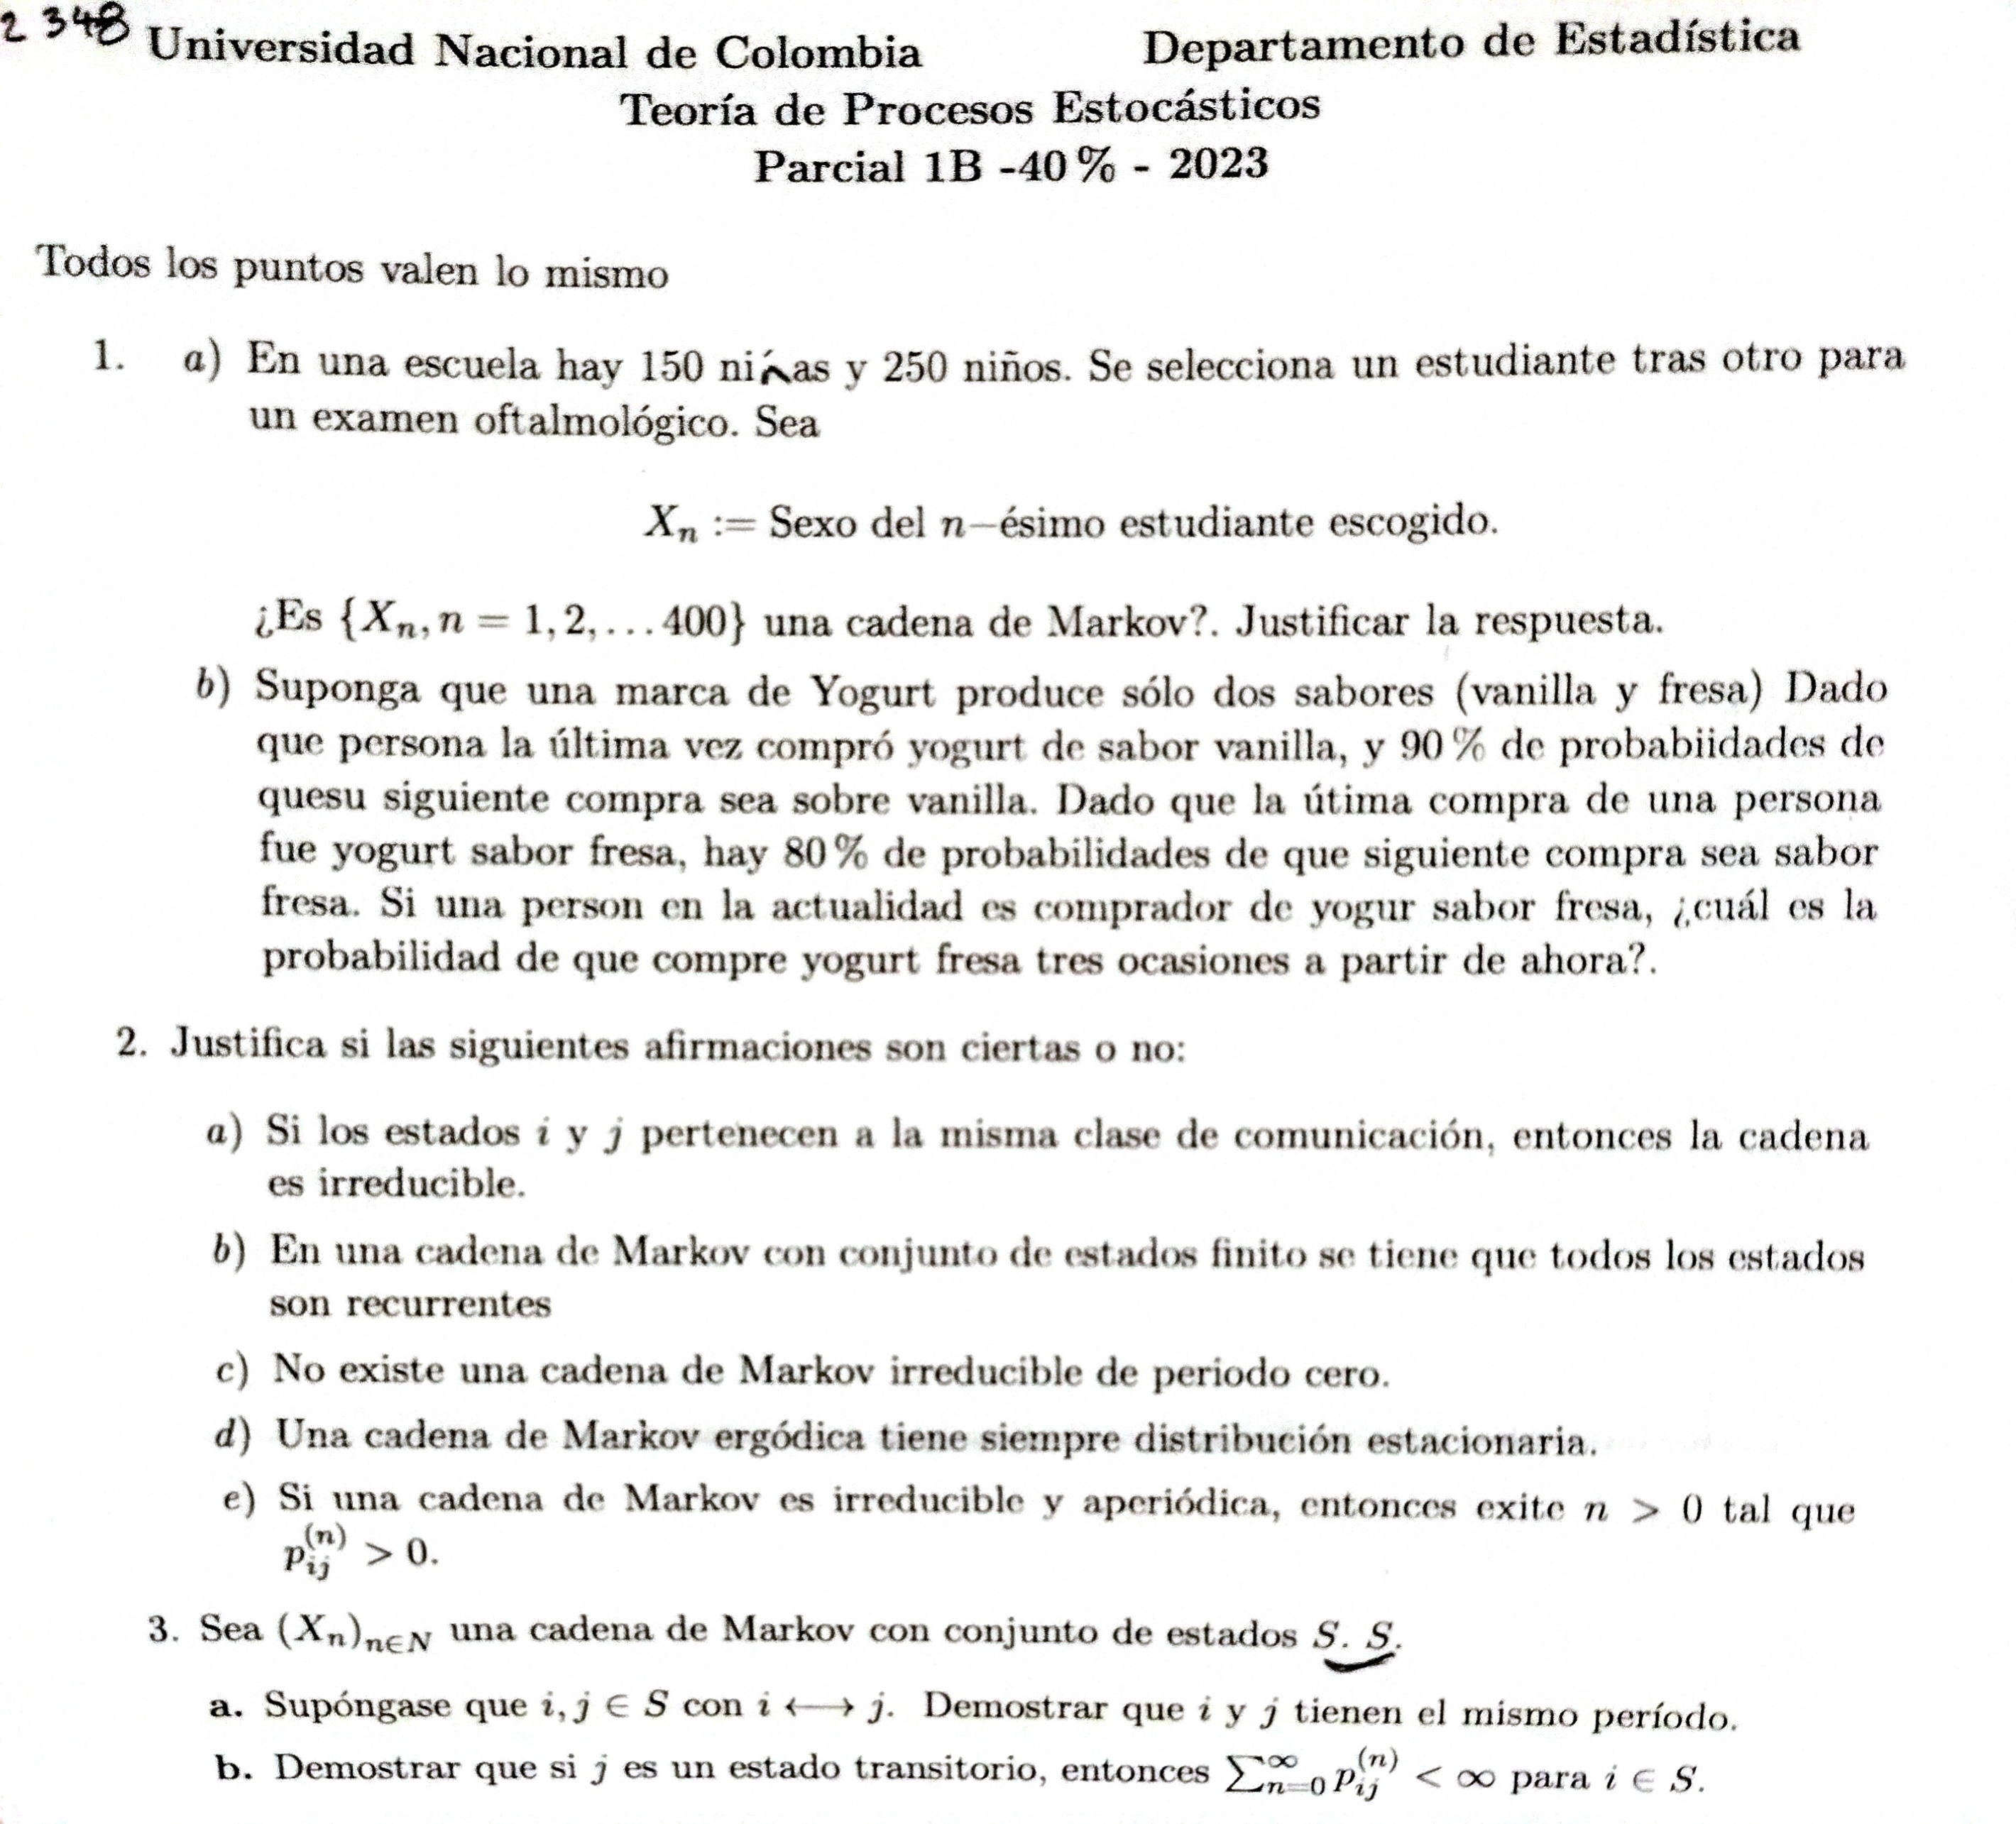 2 348
Universidad Nacional de Colombia Departamento de Estadística
Teoría de Procesos Estocásticos
Parcial 1B -40% - 2023
Todos los puntos valen lo mismo
1. a) En una escuela hay 150 niñas y 250 niños. Se selecciona un estudiante tras otro para
un examen oftalmológico. Sea
Xₙ := Sexo del n−ésimo estudiante escogido.
¿Es {Xₙ, n = 1, 2, . . . 400} una cadena de Markov?. Justificar la respuesta.
b) Suponga que una marca de Yogurt produce sólo dos sabores (vanilla y fresa) Dado
que persona la última vez compró yogurt de sabor vanilla, y 90% de probabiidades de
quesu siguiente compra sea sobre vanilla. Dado que la útima compra de una persona
fue yogurt sabor fresa, hay 80% de probabilidades de que siguiente compra sea sabor
fresa. Si una person en la actualidad es comprador de yogur sabor fresa, ¿cuál es la
probabilidad de que compre yogurt fresa tres ocasiones a partir de ahora?.
2. Justifica si las siguientes afirmaciones son ciertas o no:
a) Si los estados i y j pertenecen a la misma clase de comunicación, entonces la cadena
es irreducible.
b) En una cadena de Markov con conjunto de estados finito se tiene que todos los estados
son recurrentes
c) No existe una cadena de Markov irreducible de periodo cero.
d) Una cadena de Markov ergódica tiene siempre distribución estacionaria.
e) Si una cadena de Markov es irreducible y aperiódica, entonces exite n > 0 tal que
p_{ij}^{(n)} > 0.
3. Sea (Xₙ)_{n∈N} una cadena de Markov con conjunto de estados S. S.
a. Supóngase que i, j ∈ S con i ⟷ j. Demostrar que i y j tienen el mismo período.
b. Demostrar que si j es un estado transitorio, entonces ∑_{n=0}^{∞} p_{ij}^{(n)} < ∞ para i ∈ S.